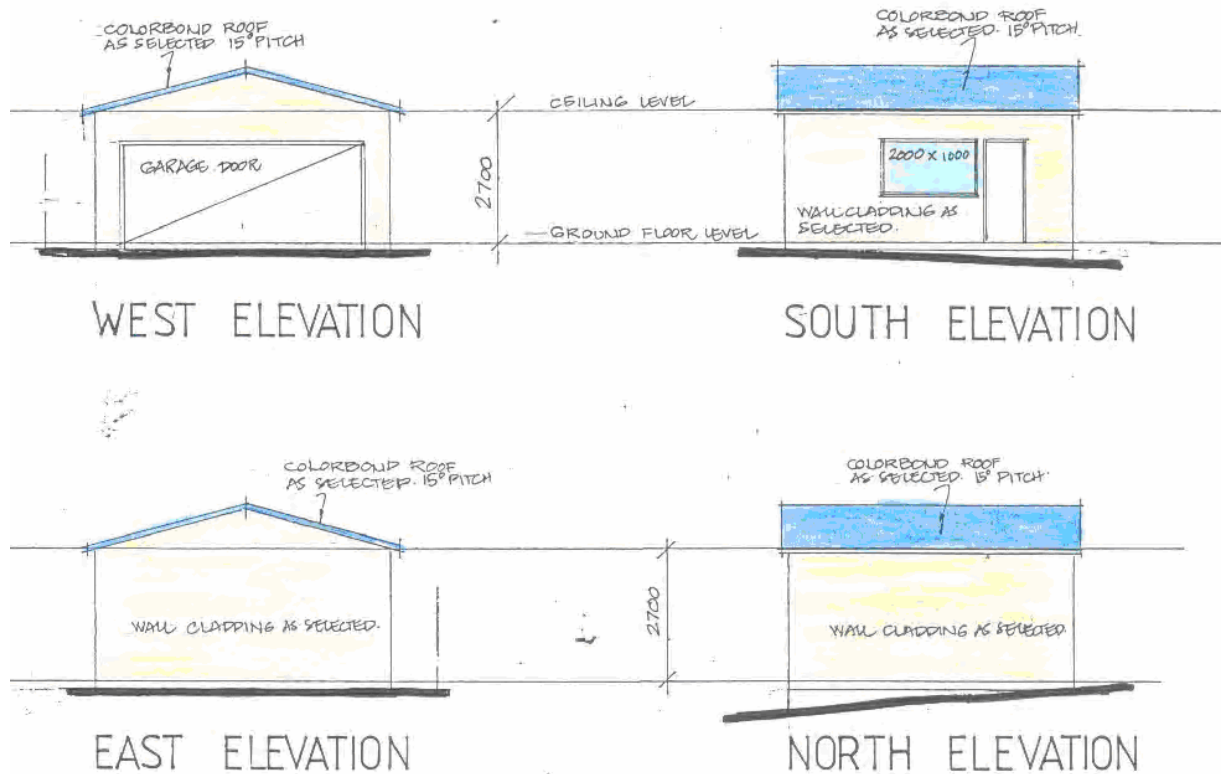 COLORBOND ROOF
AS SELECTED 15° PITCH
CEILING LEVEL
GARAGE DOOR
2700
GROUND FLOOR LEVEL
WEST ELEVATION
COLORBOND ROOF
AS SELECTED. 15° PITCH.
2000 x 1000
WALL CLADDING AS
SELECTED.
SOUTH ELEVATION
COLORBOND ROOF
AS SELECTED. 15° PITCH
WALL CLADDING AS SELECTED.
2700
EAST ELEVATION
COLORBOND ROOF
AS SELECTED. 15° PITCH.
WALL CLADDING AS SELECTED.
NORTH ELEVATION